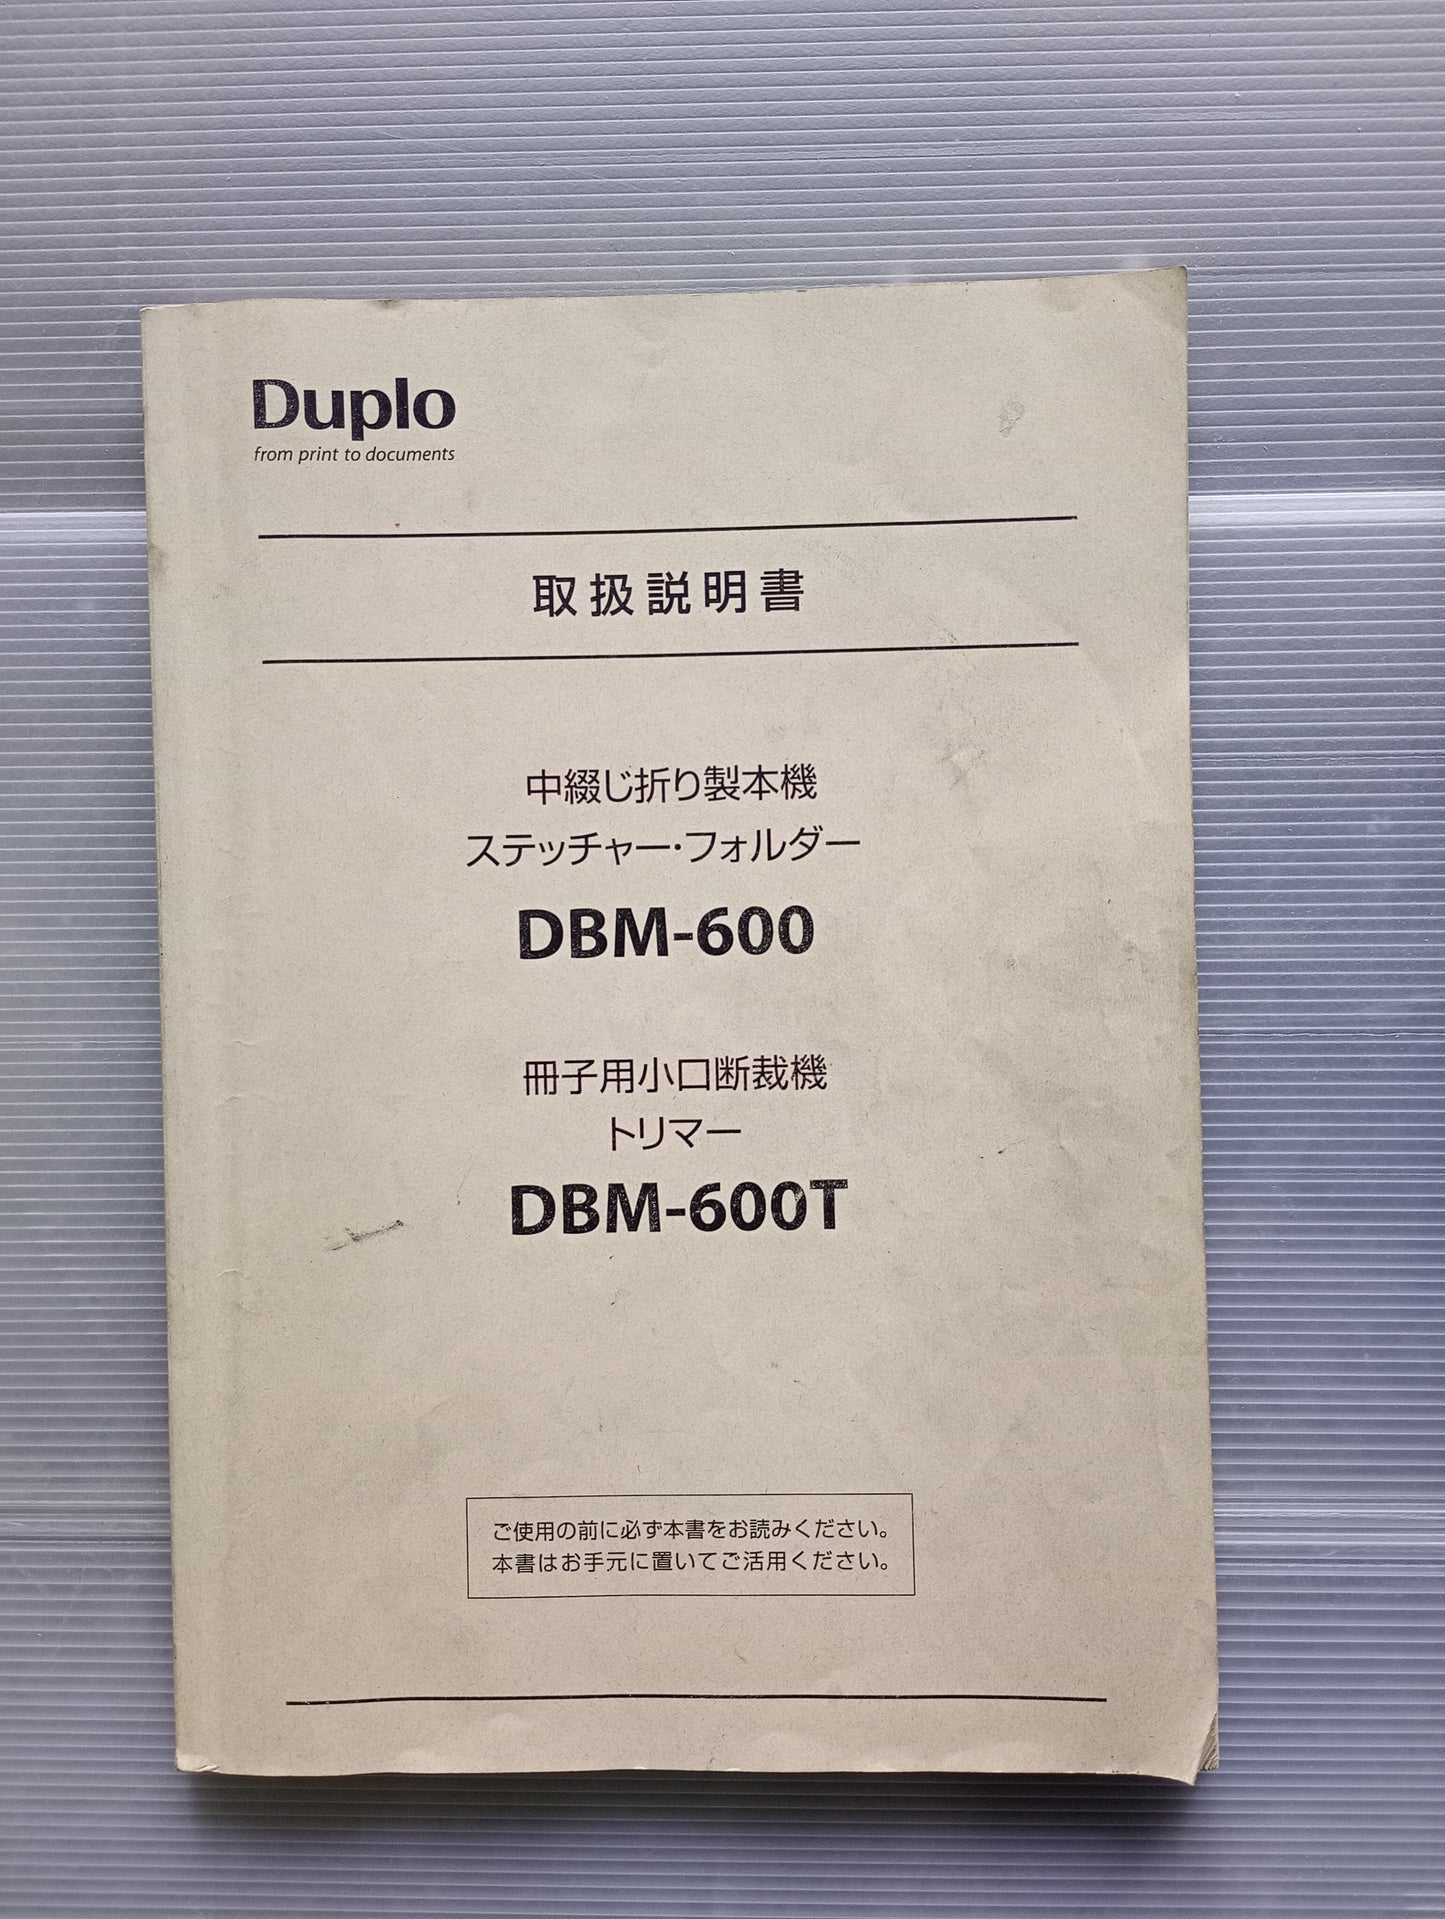 Duplo
from print to documents
取扱説明書
中綴じ折り製本機
ステッチャー・フォルダー
DBM-600
冊子用小口断裁機
トリマー
DBM-600T
ご使用の前に必ず本書をお読みください。
本書はお手元に置いてご活用ください。